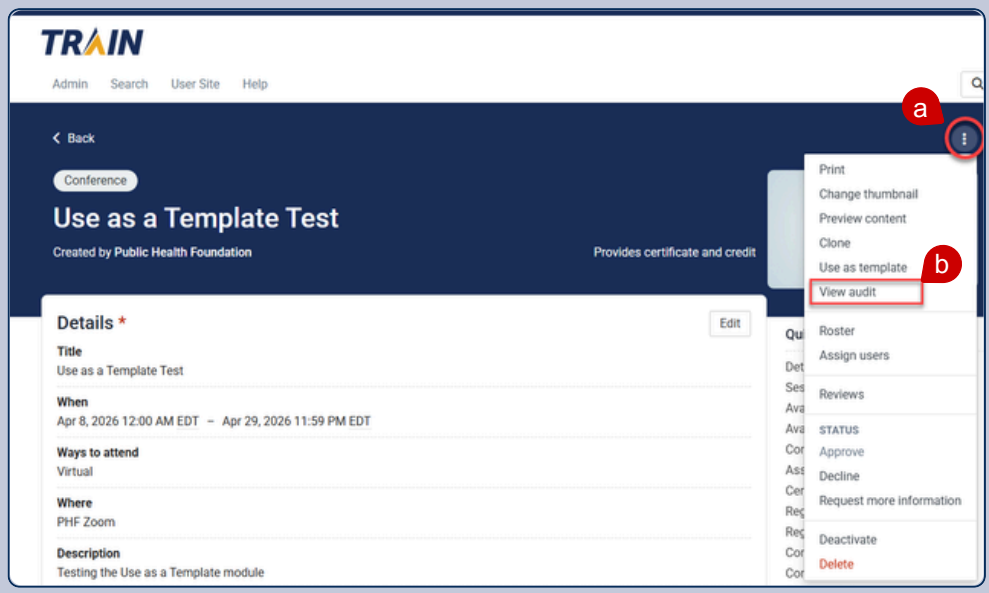 TRAIN
Admin Search User Site Help
a
Back
Conference
Use as a Template Test
Created by Public Health Foundation
Provides certificate and credit
Print
Change thumbnail
Preview content
Clone
Use as template
b
View audit
Roster
Assign users
Reviews
STATUS
Approve
Decline
Request more information
Deactivate
Delete
Details *
Edit
Title
Use as a Template Test
When
Apr 8, 2026 12:00 AM EDT – Apr 29, 2026 11:59 PM EDT
Ways to attend
Virtual
Where
PHF Zoom
Description
Testing the Use as a Template module